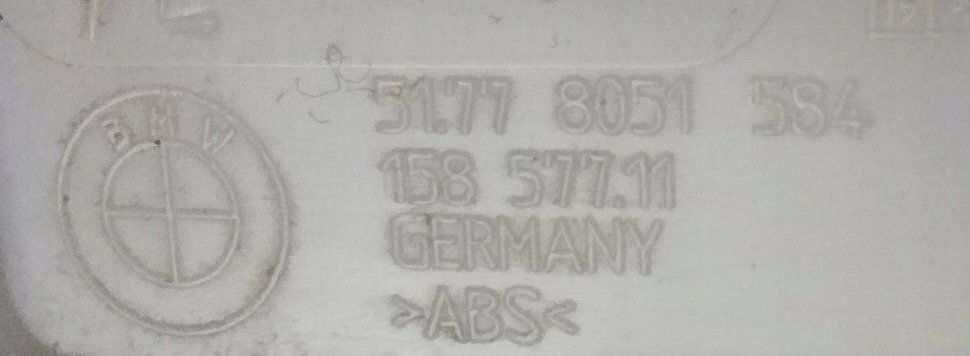 BMW
51.77 8051 584
158 577.11
GERMANY
>ABS<